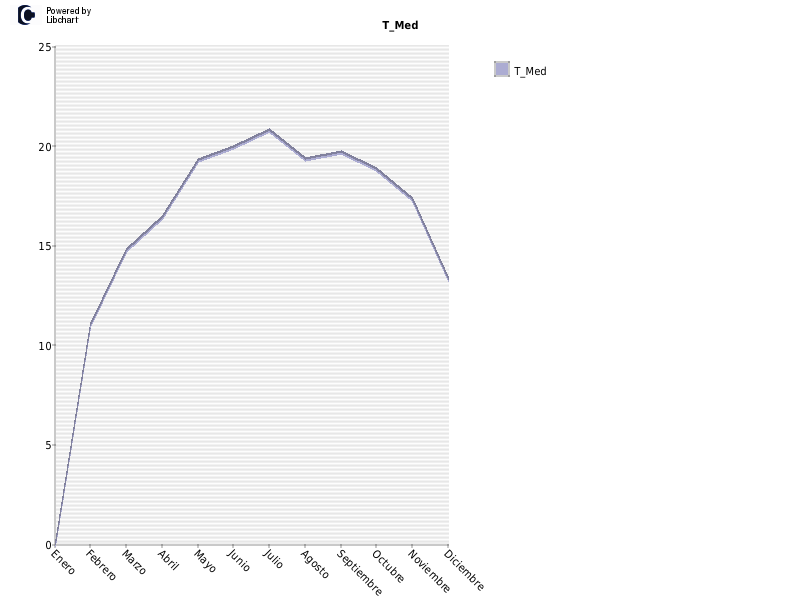 Powered by
Libchart
T_Med
25
20
15
10
5
0
T_Med
Enero
Febrero
Marzo
Abril
Mayo
Junio
Julio
Agosto
Septiembre
Octubre
Noviembre
Diciembre